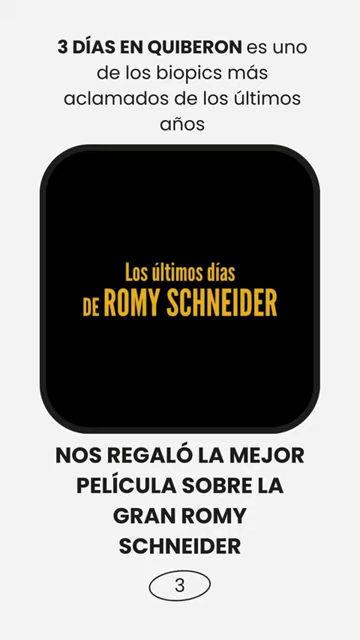 3 DÍAS EN QUIBERON es uno
de los biopics más
aclamados de los últimos
años
Los últimos días
DE ROMY SCHNEIDER
NOS REGALÓ LA MEJOR
PELÍCULA SOBRE LA
GRAN ROMY
SCHNEIDER
3